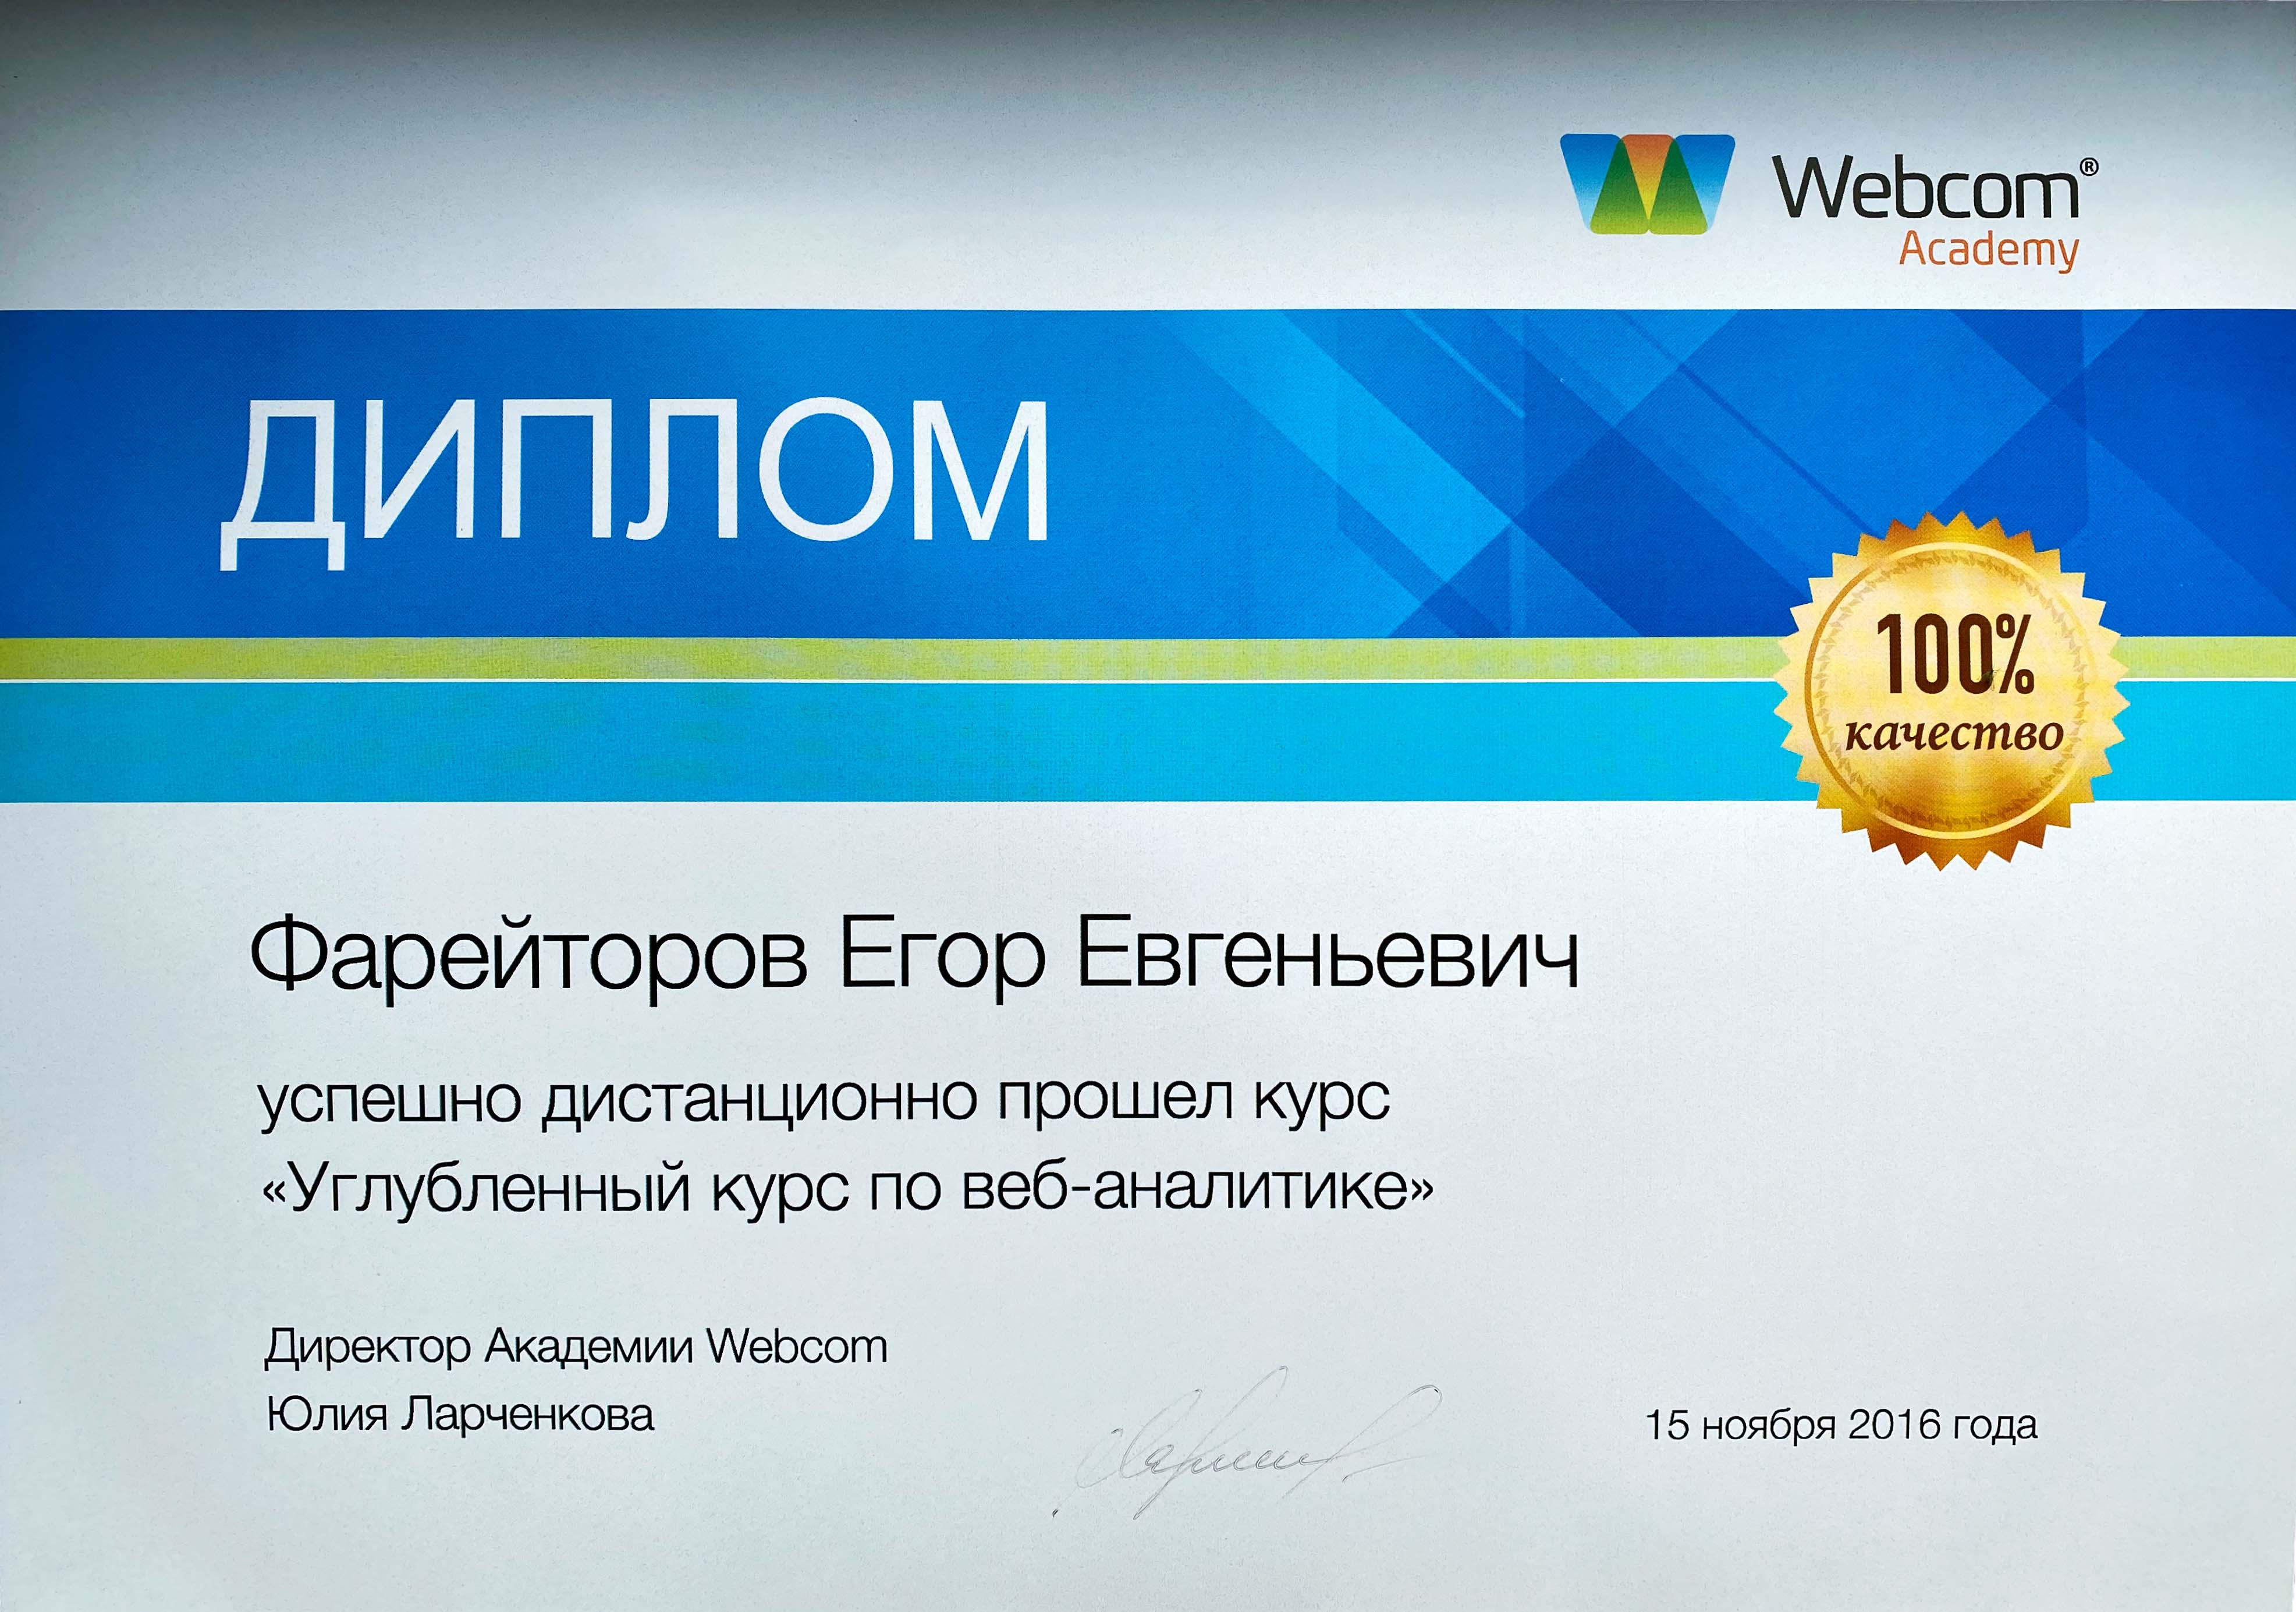 Webcom®
Academy
ДИПЛОМ
100%
качество
Фарейторов Егор Евгеньевич
успешно дистанционно прошел курс
«Углубленный курс по веб-аналитике»
Директор Академии Webcom
Юлия Ларченкова
15 ноября 2016 года